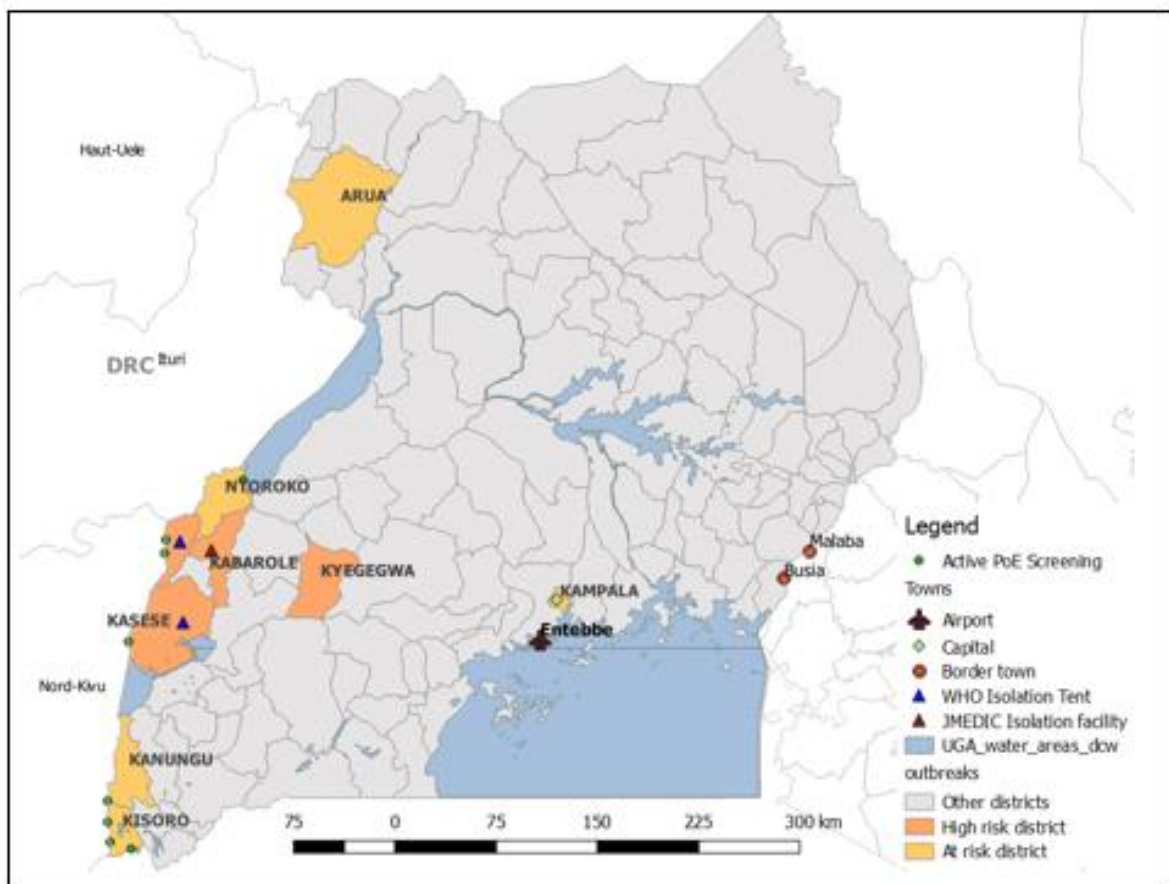 Haut-Uele
ARUA
DRC
Ituri
NTOROKO
KABAROLE
KYEGEGWA
KASESE
KAMPALA
Entebbe
Malaba
Busia
Nord-Kivu
KANUNGU
KISORO
75 0 75 150 225 300 km
Legend
Active PoE Screening
Towns
Airport
Capital
Border town
WHO Isolation Tent
JMEDIC Isolation facility
UGA_water_areas_dcw
outbreaks
Other districts
High risk district
At risk district